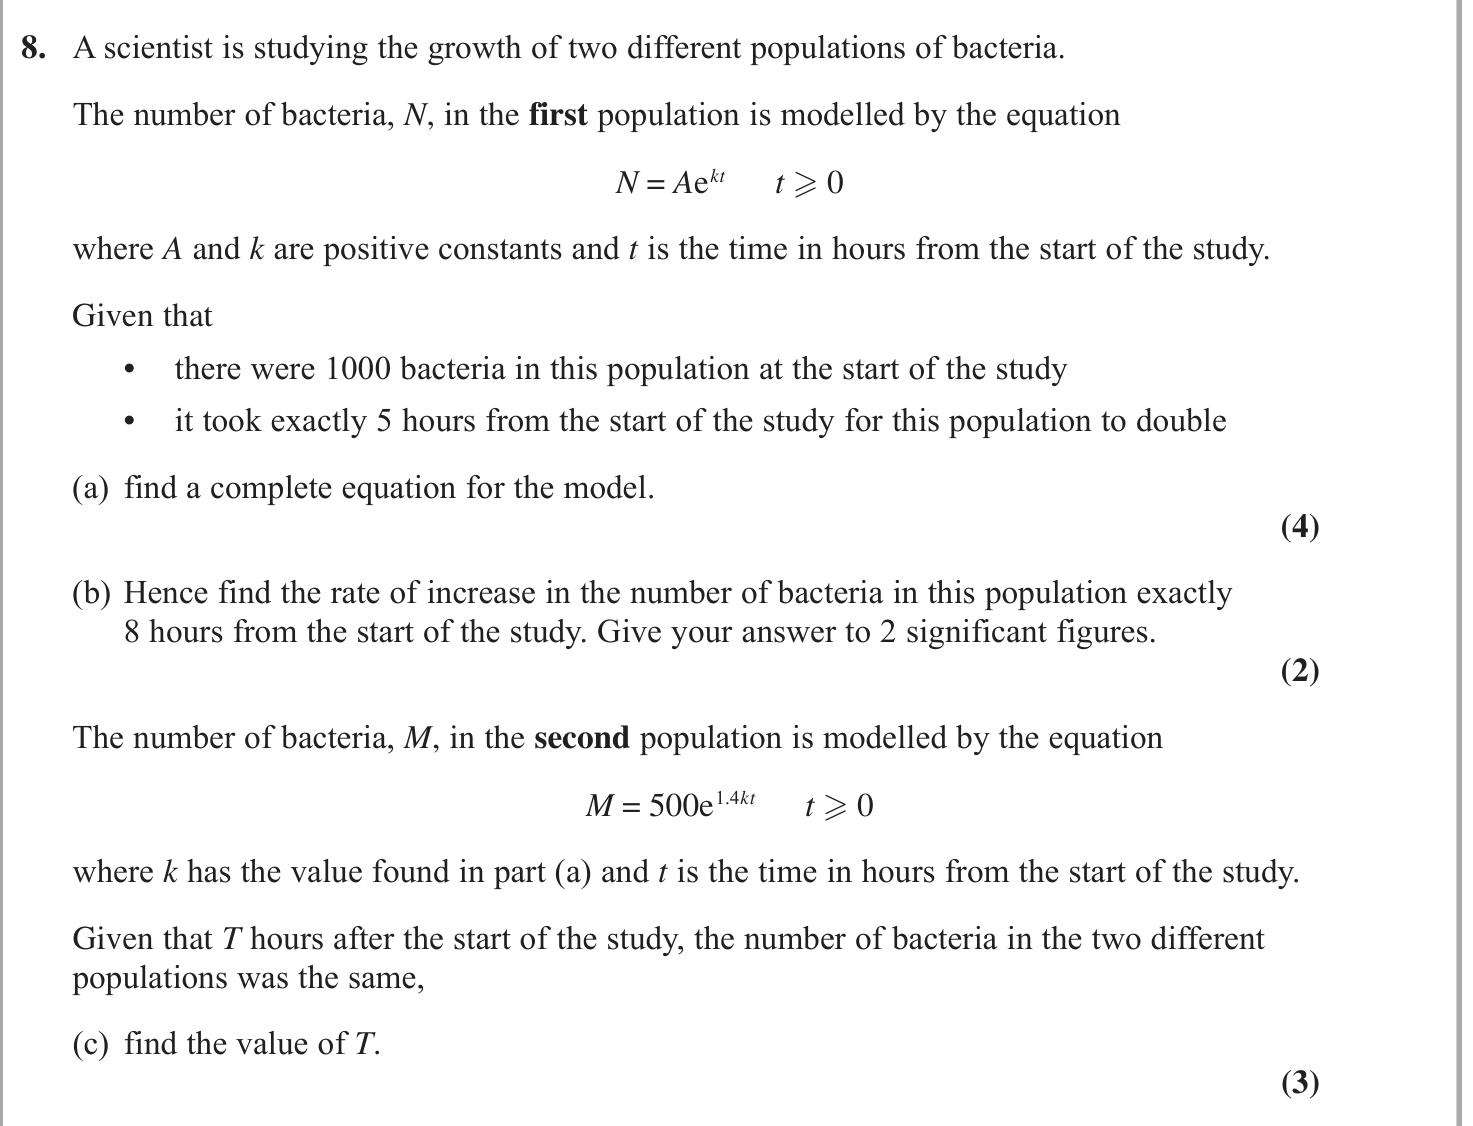 8. A scientist is studying the growth of two different populations of bacteria.
The number of bacteria, N, in the first population is modelled by the equation
N = Ae^{kt} t ⩾ 0
where A and k are positive constants and t is the time in hours from the start of the study.
Given that
• there were 1000 bacteria in this population at the start of the study
• it took exactly 5 hours from the start of the study for this population to double
(a) find a complete equation for the model.
(4)
(b) Hence find the rate of increase in the number of bacteria in this population exactly
8 hours from the start of the study. Give your answer to 2 significant figures.
(2)
The number of bacteria, M, in the second population is modelled by the equation
M = 500e^{1.4kt} t ⩾ 0
where k has the value found in part (a) and t is the time in hours from the start of the study.
Given that T hours after the start of the study, the number of bacteria in the two different
populations was the same,
(c) find the value of T.
(3)